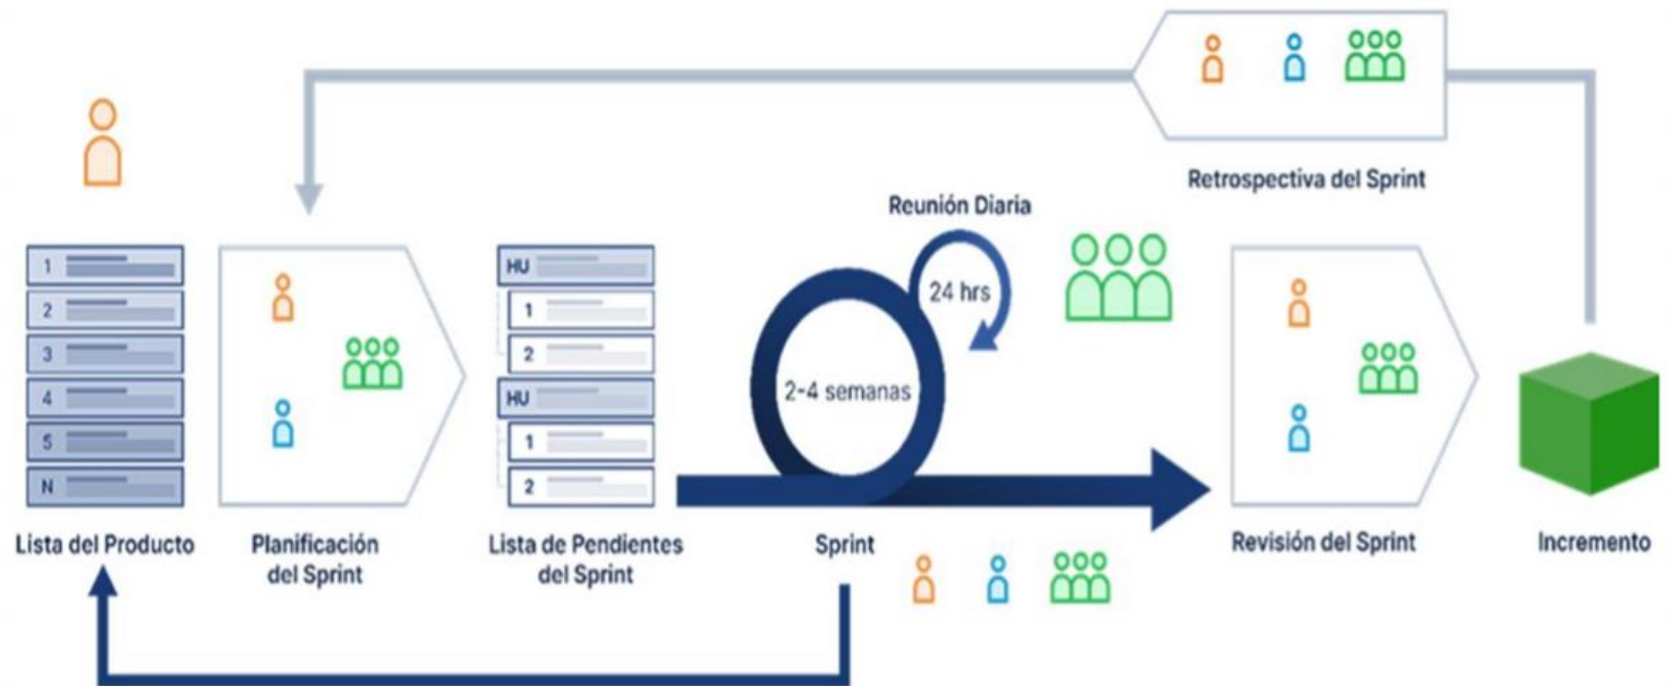 Retrospectiva del Sprint
Reunión Diaria
24 hrs
2-4 semanas
1
2
3
4
5
N
HU
1
2
HU
1
2
Lista del Producto
Planificación
del Sprint
Lista de Pendientes
del Sprint
Sprint
Revisión del Sprint
Incremento